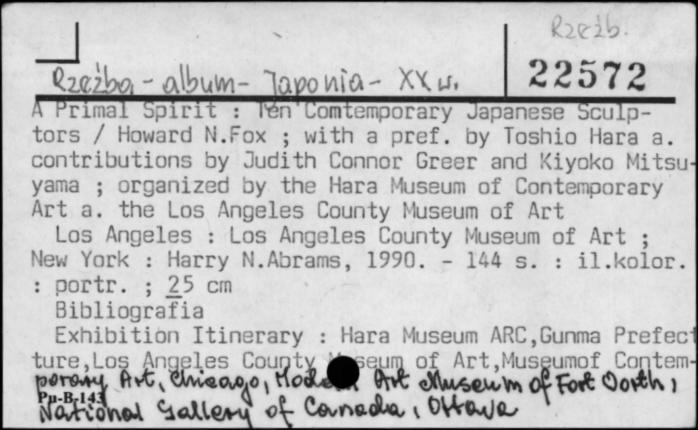 Rzeźb.
Rzeźba - album - Japonia - XX w.
22572
A Primal Spirit : Ten Comtemporary Japanese Sculp-
tors / Howard N.Fox ; with a pref. by Toshio Hara a.
contributions by Judith Connor Greer and Kiyoko Mitsu-
yama ; organized by the Hara Museum of Contemporary
Art a. the Los Angeles County Museum of Art
Los Angeles : Los Angeles County Museum of Art ;
New York : Harry N.Abrams, 1990. - 144 s. : il.kolor.
: portr. ; 25 cm
Bibliografia
Exhibition Itinerary : Hara Museum ARC,Gunma Prefect
ture,Los Angeles County Museum of Art,Museumof Contem-
porary Art, Chicago, Modern Art Museum of Fort Worth,
Pu-B-143
National Gallery of Canada, Ottawa